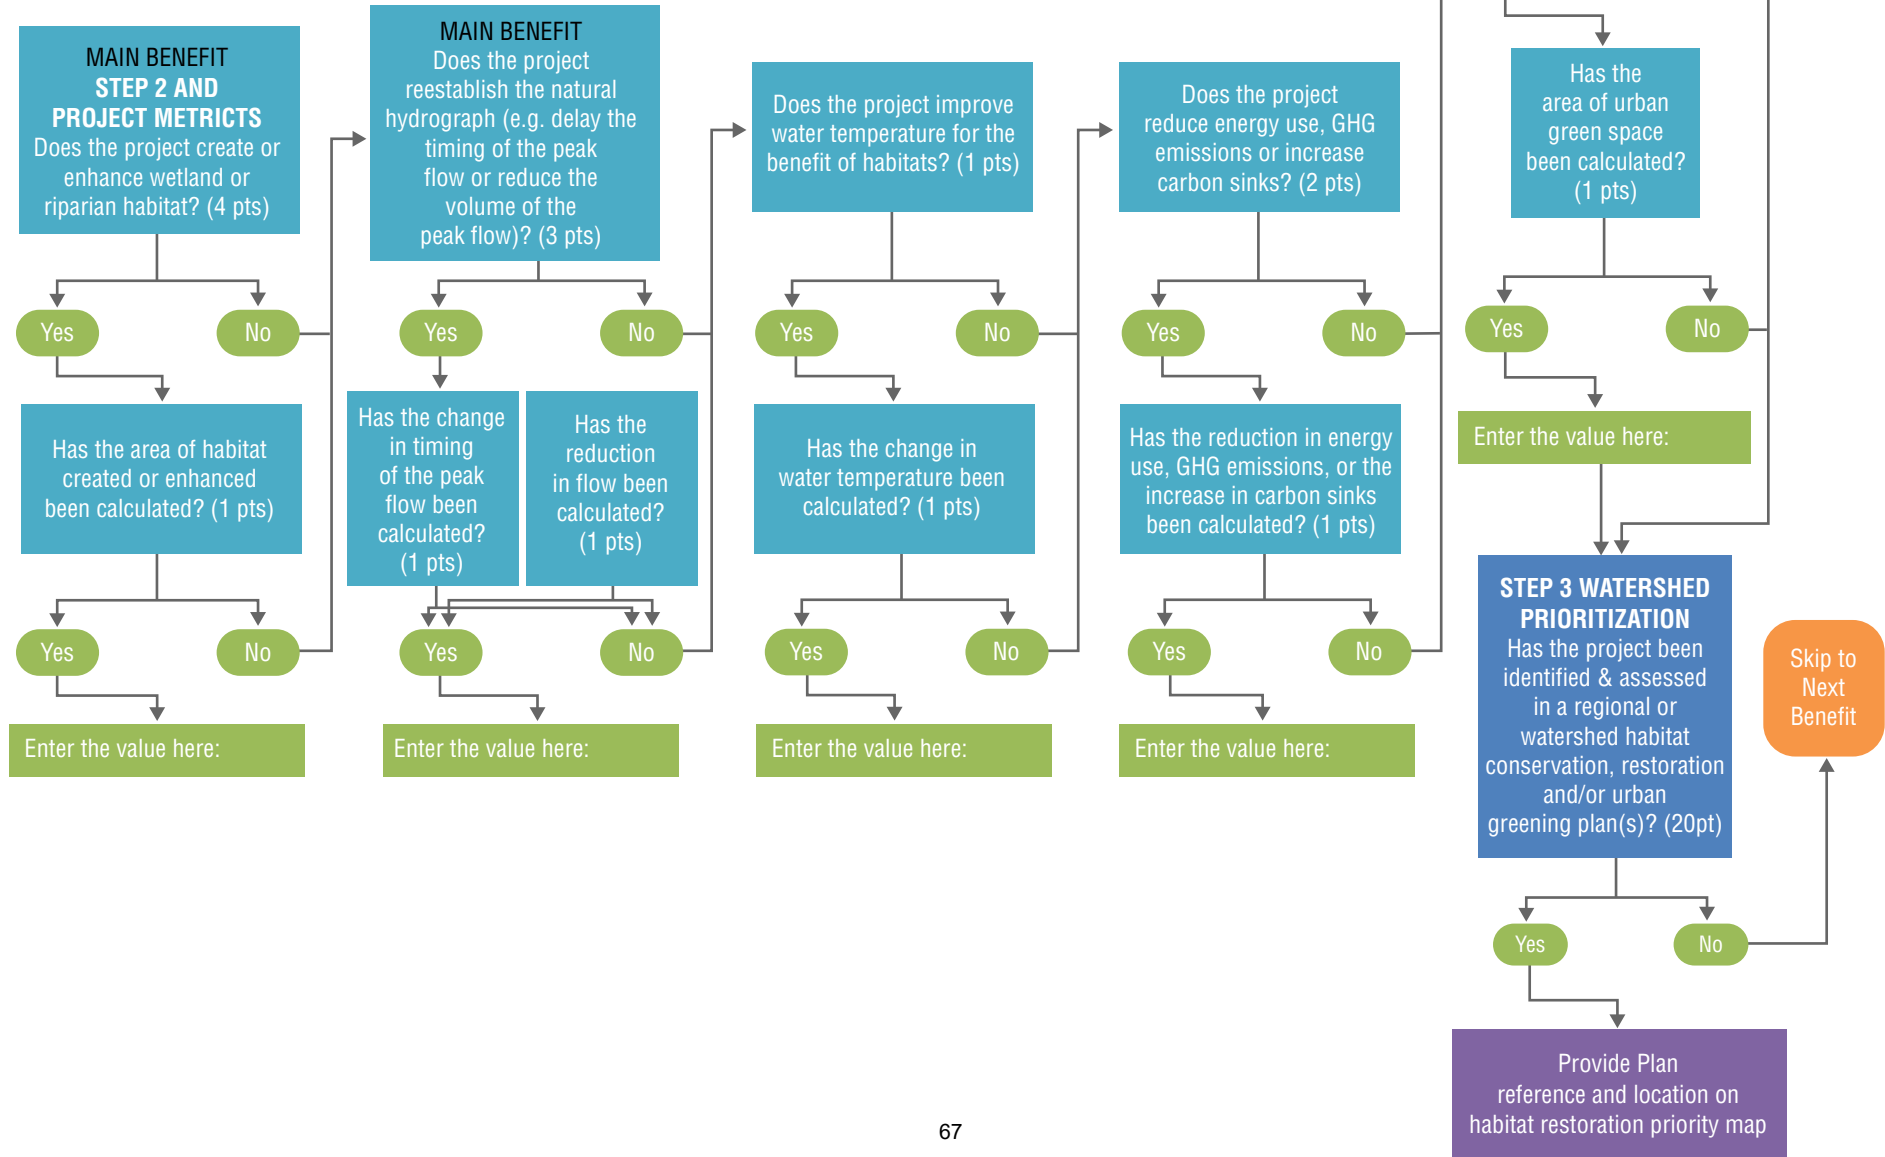 MAIN BENEFIT
STEP 2 AND
PROJECT METRICTS
Does the project create or
enhance wetland or
riparian habitat? (4 pts)
Yes
No
Has the area of habitat
created or enhanced
been calculated? (1 pts)
Yes
No
Enter the value here:
MAIN BENEFIT
Does the project
reestablish the natural
hydrograph (e.g. delay the
timing of the peak
flow or reduce the
volume of the
peak flow)? (3 pts)
Yes
No
Has the change
in timing
of the peak
flow been
calculated?
(1 pts)
Has the
reduction
in flow been
calculated?
(1 pts)
Yes
No
Enter the value here:
Does the project improve
water temperature for the
benefit of habitats? (1 pts)
Yes
No
Has the change in
water temperature been
calculated? (1 pts)
Yes
No
Enter the value here:
Does the project
reduce energy use, GHG
emissions or increase
carbon sinks? (2 pts)
Yes
No
Has the reduction in energy
use, GHG emissions, or the
increase in carbon sinks
been calculated? (1 pts)
Yes
No
Enter the value here:
Has the
area of urban
green space
been calculated?
(1 pts)
Yes
No
Enter the value here:
STEP 3 WATERSHED
PRIORITIZATION
Has the project been
identified & assessed
in a regional or
watershed habitat
conservation, restoration
and/or urban
greening plan(s)? (20pt)
Yes
No
Skip to
Next
Benefit
Provide Plan
reference and location on
habitat restoration priority map
67